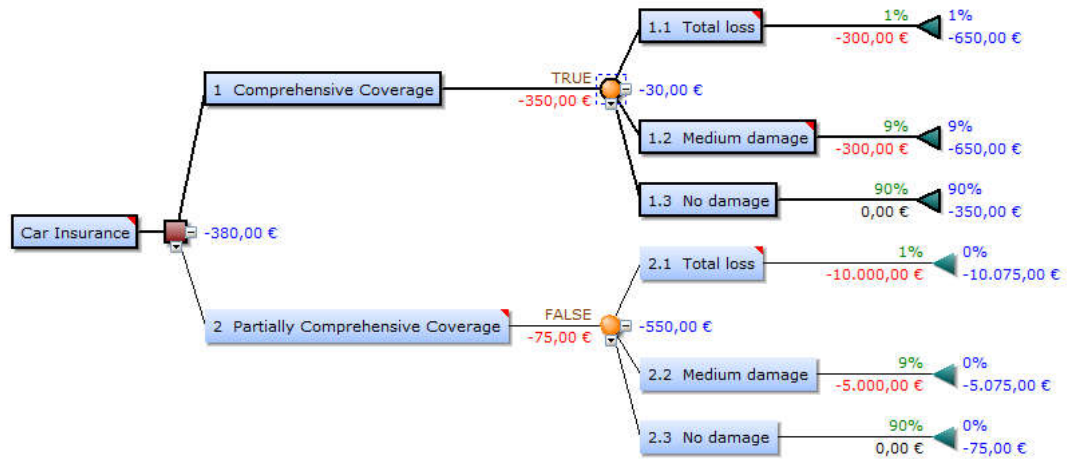 1.1 Total loss
1%
-300,00 €
1%
-650,00 €
1 Comprehensive Coverage
TRUE
-350,00 €
-30,00 €
1.2 Medium damage
9%
-300,00 €
9%
-650,00 €
1.3 No damage
90%
0,00 €
90%
-350,00 €
Car Insurance
-380,00 €
2.1 Total loss
1%
-10.000,00 €
0%
-10.075,00 €
2 Partially Comprehensive Coverage
FALSE
-75,00 €
-550,00 €
2.2 Medium damage
9%
-5.000,00 €
0%
-5.075,00 €
2.3 No damage
90%
0,00 €
0%
-75,00 €